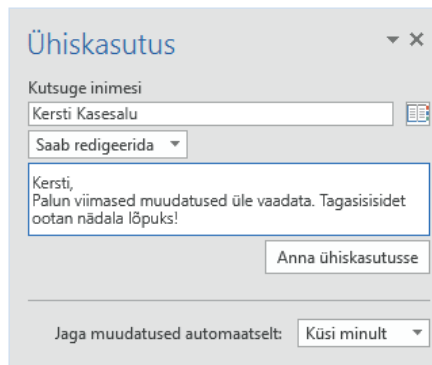 Ühiskasutus
Kutsuge inimesi
Kersti Kasesalu
Saab redigeerida
Kersti,
Palun viimased muudatused üle vaadata. Tagasisisidet
ootan nädala lõpuks!
Anna ühiskasutusse
Jaga muudatused automaatselt: Küsi minult